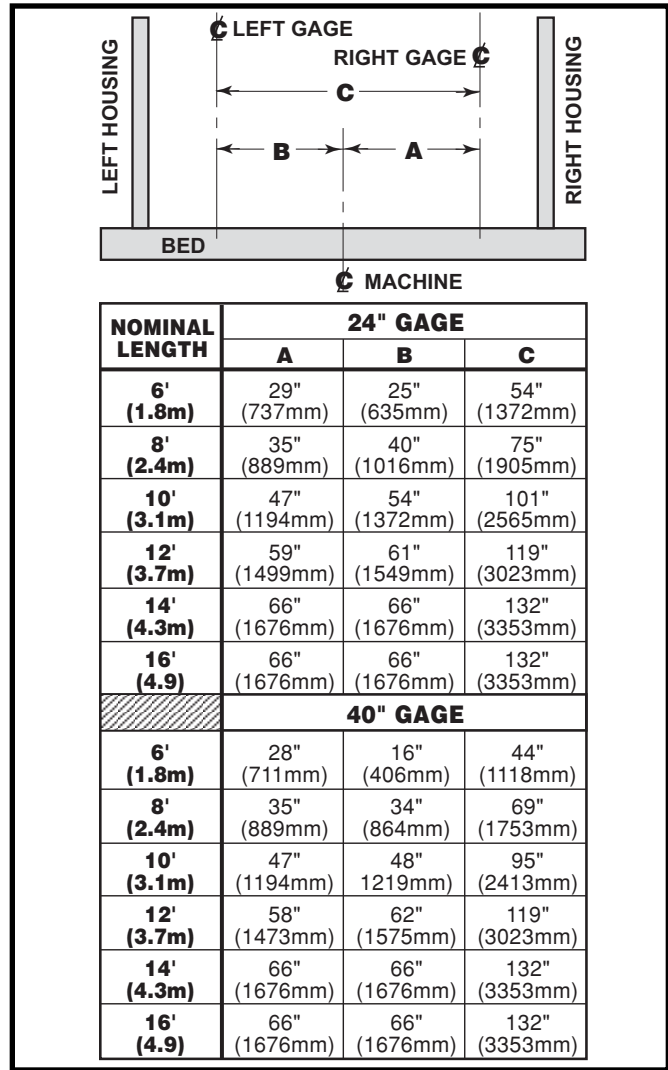 ℄ LEFT GAGE
RIGHT GAGE ℄
LEFT HOUSING
RIGHT HOUSING
C
B A
BED
℄ MACHINE
NOMINAL LENGTH 24" GAGE
A B C
6' 29" 25" 54"
(1.8m) (737mm) (635mm) (1372mm)
8' 35" 40" 75"
(2.4m) (889mm) (1016mm) (1905mm)
10' 47" 54" 101"
(3.1m) (1194mm) (1372mm) (2565mm)
12' 59" 61" 119"
(3.7m) (1499mm) (1549mm) (3023mm)
14' 66" 66" 132"
(4.3m) (1676mm) (1676mm) (3353mm)
16' 66" 66" 132"
(4.9) (1676mm) (1676mm) (3353mm)
40" GAGE
6' 28" 16" 44"
(1.8m) (711mm) (406mm) (1118mm)
8' 35" 34" 69"
(2.4m) (889mm) (864mm) (1753mm)
10' 47" 48" 95"
(3.1m) (1194mm) 1219mm) (2413mm)
12' 58" 62" 119"
(3.7m) (1473mm) (1575mm) (3023mm)
14' 66" 66" 132"
(4.3m) (1676mm) (1676mm) (3353mm)
16' 66" 66" 132"
(4.9) (1676mm) (1676mm) (3353mm)